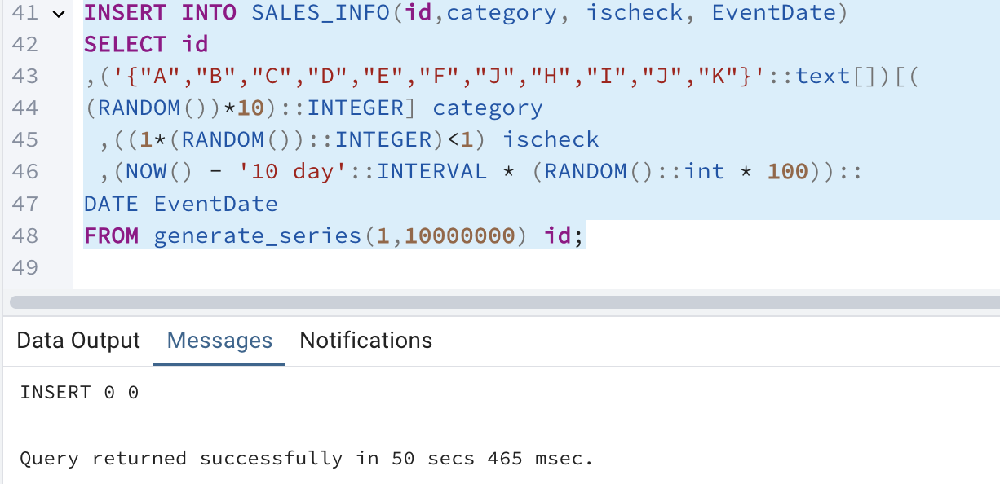 41 INSERT INTO SALES_INFO(id,category, ischeck, EventDate)
42 SELECT id
43 ,('{"A","B","C","D","E","F","J","H","I","J","K"}'::text[])[(
44 (RANDOM())*10)::INTEGER] category
45 ,((1*(RANDOM())::INTEGER)<1) ischeck
46 ,(NOW() - '10 day'::INTERVAL * (RANDOM()::int * 100))::
47 DATE EventDate
48 FROM generate_series(1,10000000) id;
49
Data Output Messages Notifications
INSERT 0 0
Query returned successfully in 50 secs 465 msec.